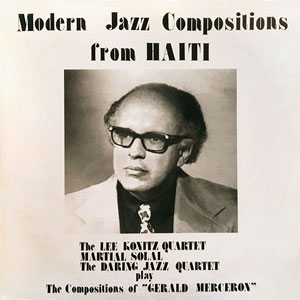 Modern Jazz Compositions
from HAITI
The LEE KONITZ QUARTET
MARTIAL SOLAL
The DARING JAZZ QUARTET
play
The Compositions of "GERALD MERCERON"